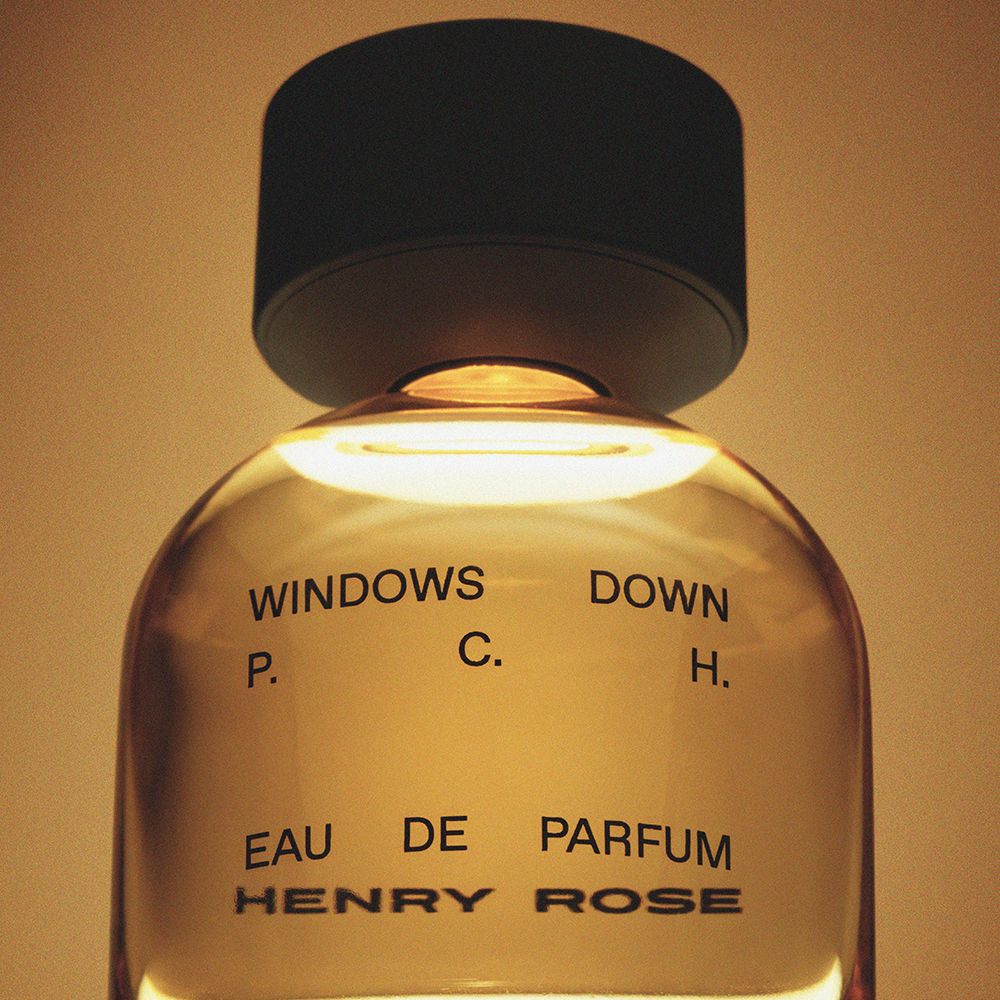 WINDOWS DOWN
P. C. H.
EAU DE PARFUM
HENRY ROSE